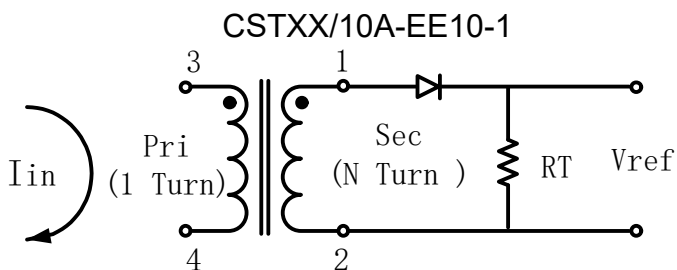 CSTXX/10A-EE10-1
3
1
Iin
Pri
(1 Turn)
Sec
(N Turn )
RT
Vref
4
2